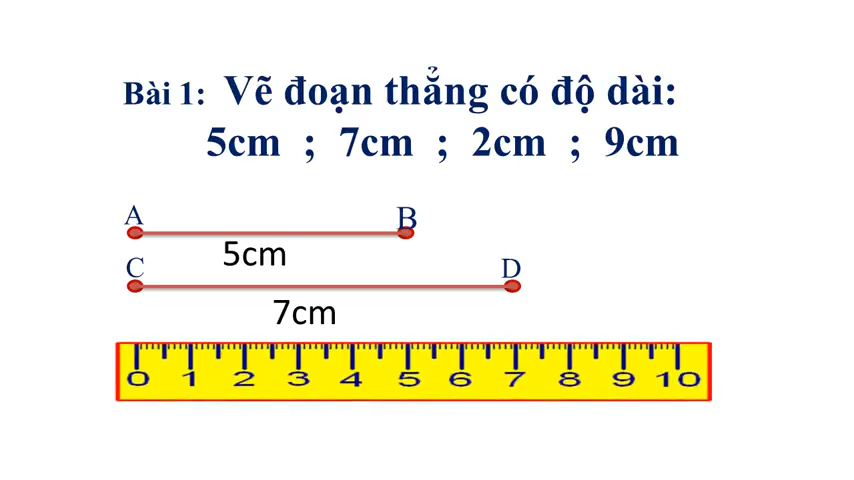 Bài 1: Vẽ đoạn thẳng có độ dài:
5cm ; 7cm ; 2cm ; 9cm
A B
5cm
C D
7cm
0 1 2 3 4 5 6 7 8 9 10